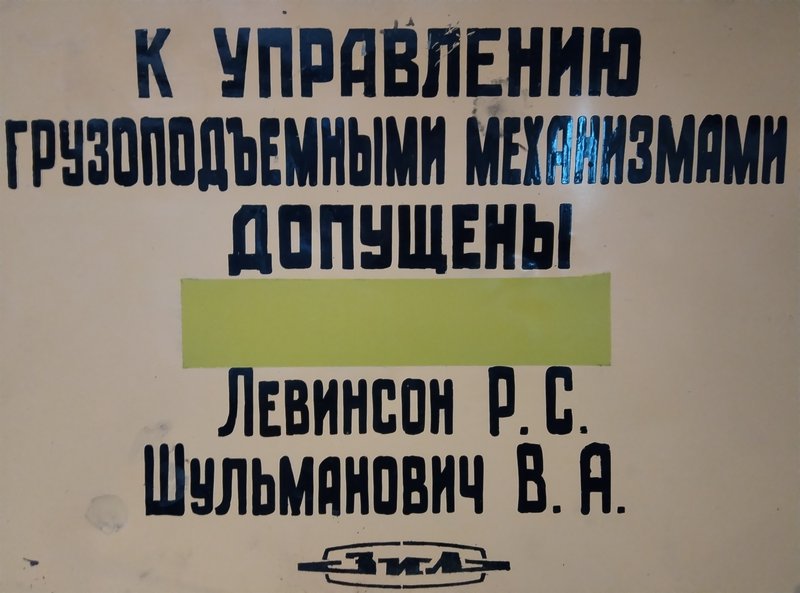 К УПРАВЛЕНИЮ
ГРУЗОПОДЪЕМНЫМИ МЕХАНИЗМАМИ
ДОПУЩЕНЫ
ЛЕВИНСОН Р. С.
ШУЛЬМАНОВИЧ В. А.
ЗИЛ